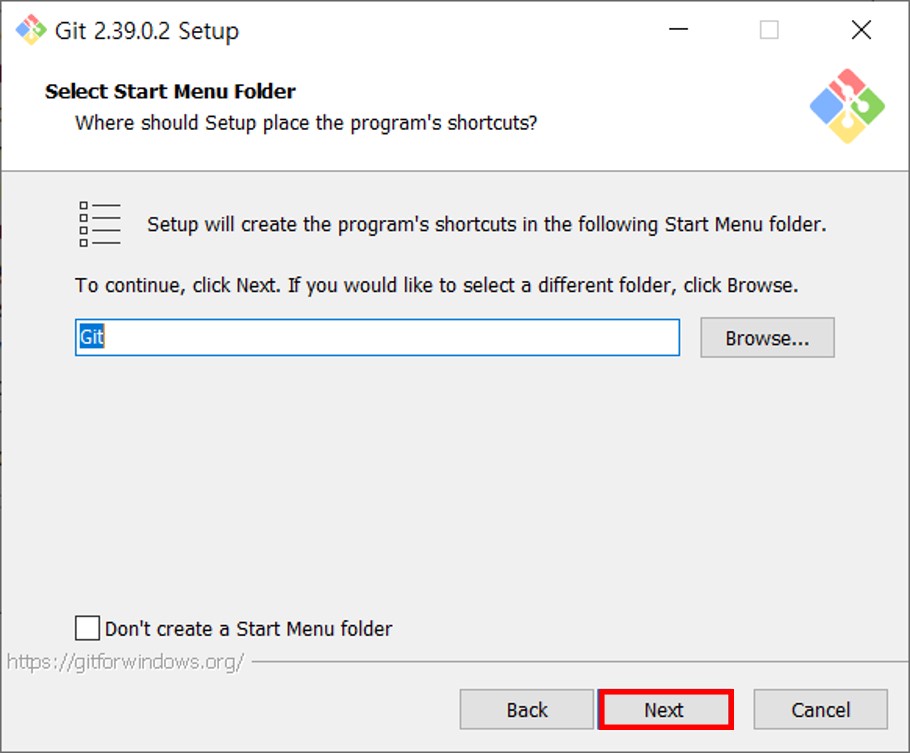 Git 2.39.0.2 Setup
Select Start Menu Folder
Where should Setup place the program's shortcuts?
Setup will create the program's shortcuts in the following Start Menu folder.
To continue, click Next. If you would like to select a different folder, click Browse.
Git
Browse...
Don't create a Start Menu folder
https://gitforwindows.org/
Back
Next
Cancel